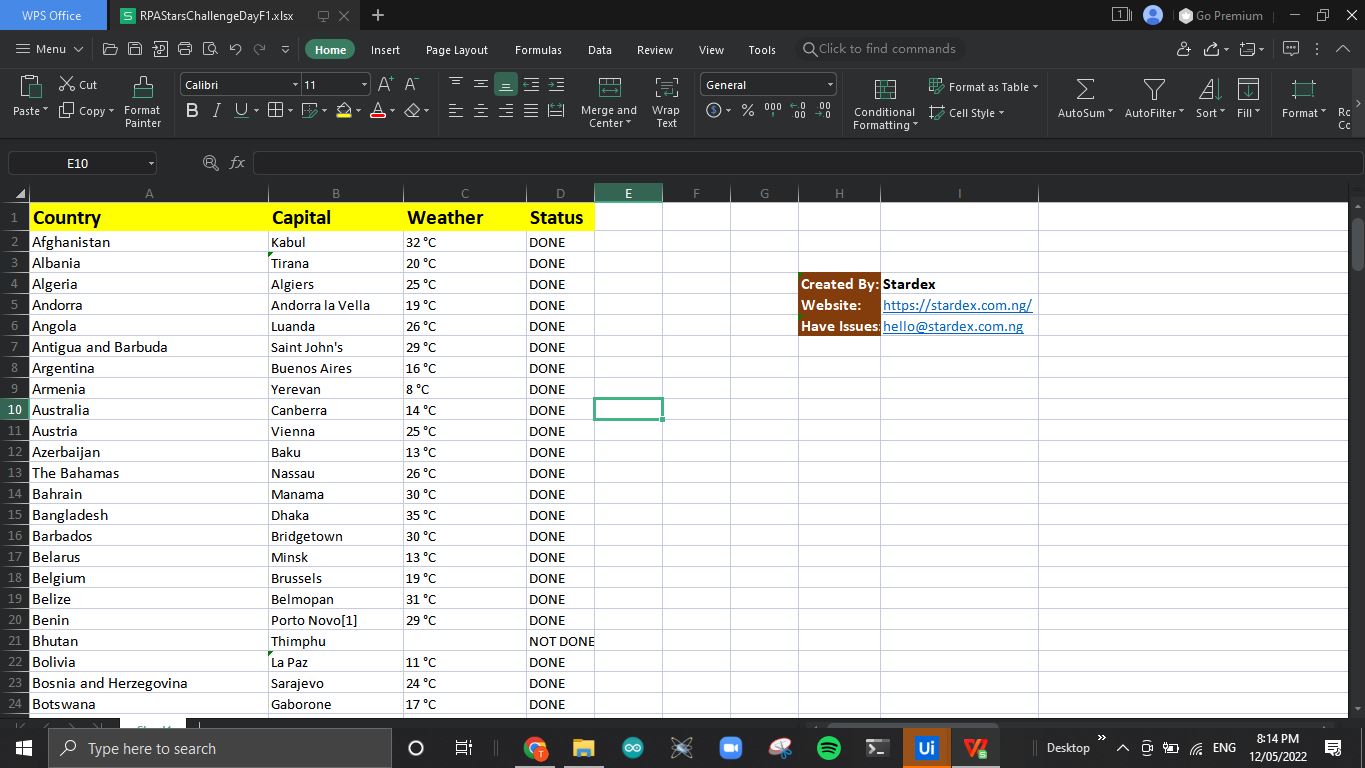 WPS Office RPAStarsChallengeDayF1.xlsx Go Premium
Menu Home Insert Page Layout Formulas Data Review View Tools Click to find commands
Cut Calibri 11 General Format as Table
Paste Copy Format Painter Merge and Center Wrap Text Conditional Formatting Cell Style AutoSum AutoFilter Sort Fill Format
E10 fx
A B C D E F G H I
1 Country Capital Weather Status
2 Afghanistan Kabul 32 °C DONE
3 Albania Tirana 20 °C DONE
4 Algeria Algiers 25 °C DONE Created By: Stardex
5 Andorra Andorra la Vella 19 °C DONE Website: https://stardex.com.ng/
6 Angola Luanda 26 °C DONE Have Issues: hello@stardex.com.ng
7 Antigua and Barbuda Saint John's 29 °C DONE
8 Argentina Buenos Aires 16 °C DONE
9 Armenia Yerevan 8 °C DONE
10 Australia Canberra 14 °C DONE
11 Austria Vienna 25 °C DONE
12 Azerbaijan Baku 13 °C DONE
13 The Bahamas Nassau 26 °C DONE
14 Bahrain Manama 30 °C DONE
15 Bangladesh Dhaka 35 °C DONE
16 Barbados Bridgetown 30 °C DONE
17 Belarus Minsk 13 °C DONE
18 Belgium Brussels 19 °C DONE
19 Belize Belmopan 31 °C DONE
20 Benin Porto Novo[1] 29 °C DONE
21 Bhutan Thimphu NOT DONE
22 Bolivia La Paz 11 °C DONE
23 Bosnia and Herzegovina Sarajevo 24 °C DONE
24 Botswana Gaborone 17 °C DONE
Type here to search Desktop ENG 8:14 PM
12/05/2022